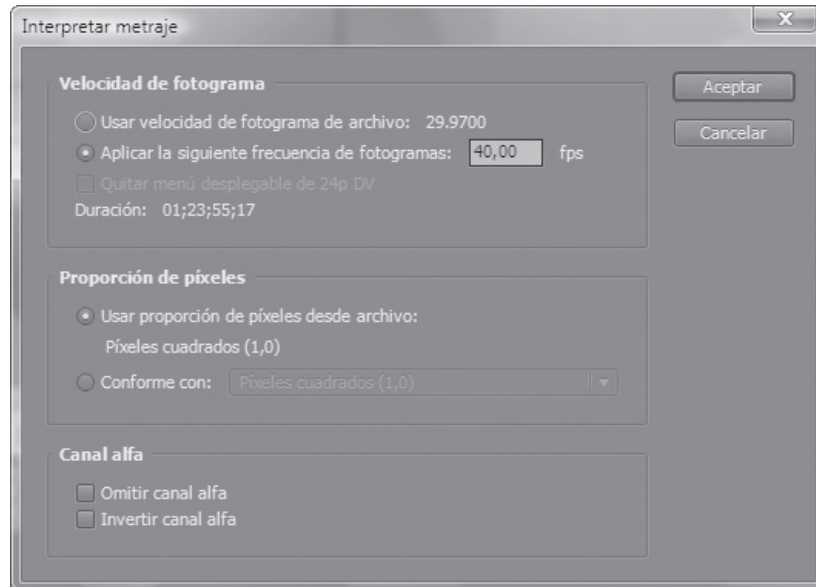 Interpretar metraje
Velocidad de fotograma
Aceptar
Usar velocidad de fotograma de archivo: 29.9700
Aplicar la siguiente frecuencia de fotogramas: 40,00 fps
Cancelar
Quitar menú desplegable de 24p DV
Duración: 01;23;55;17
Proporción de píxeles
Usar proporción de píxeles desde archivo:
Píxeles cuadrados (1,0)
Conforme con: Píxeles cuadrados (1,0)
Canal alfa
Omitir canal alfa
Invertir canal alfa